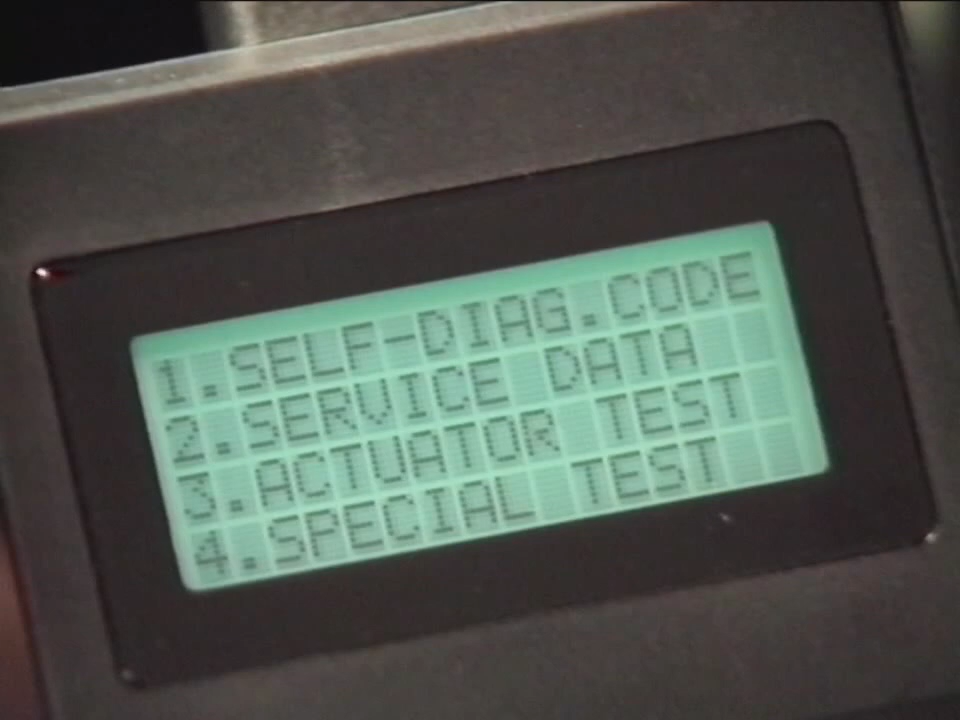 1.SELF-DIAG.CODE
2.SERVICE DATA
3.ACTUATOR TEST
4.SPECIAL TEST